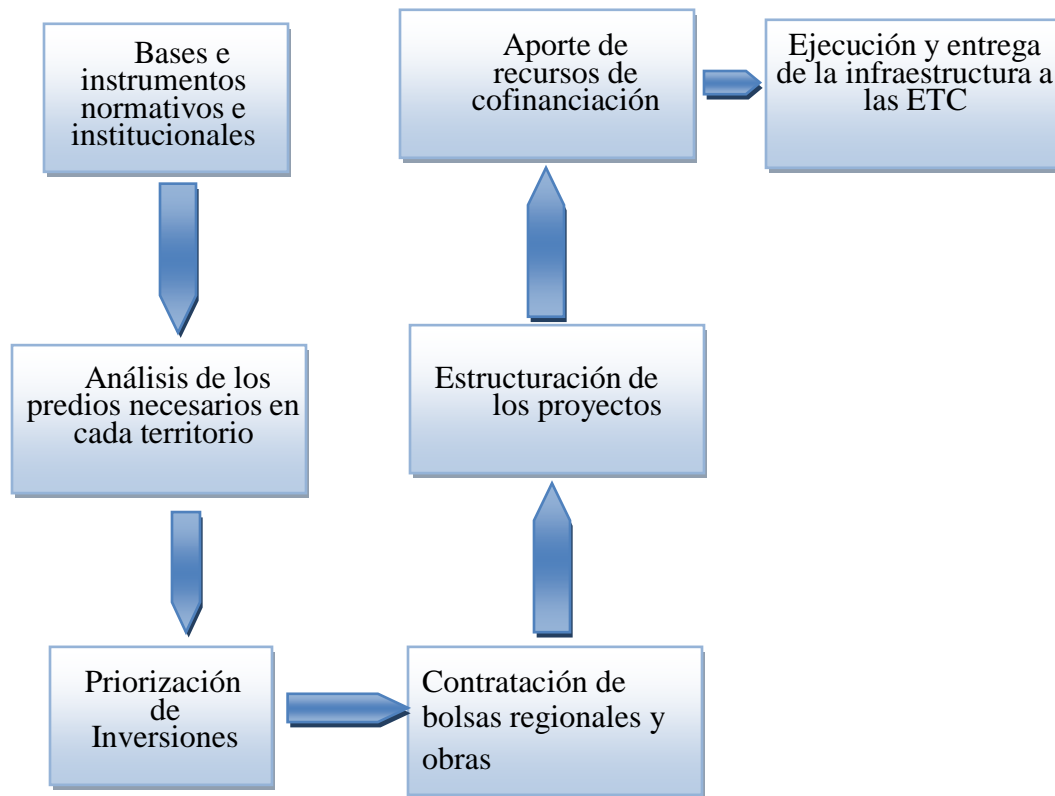 Bases e
instrumentos
normativos e
institucionales
Análisis de los
predios necesarios en
cada territorio
Priorización
de
Inversiones
Contratación de
bolsas regionales y
obras
Estructuración de
los proyectos
Aporte de
recursos de
cofinanciación
Ejecución y entrega
de la infraestructura a
las ETC